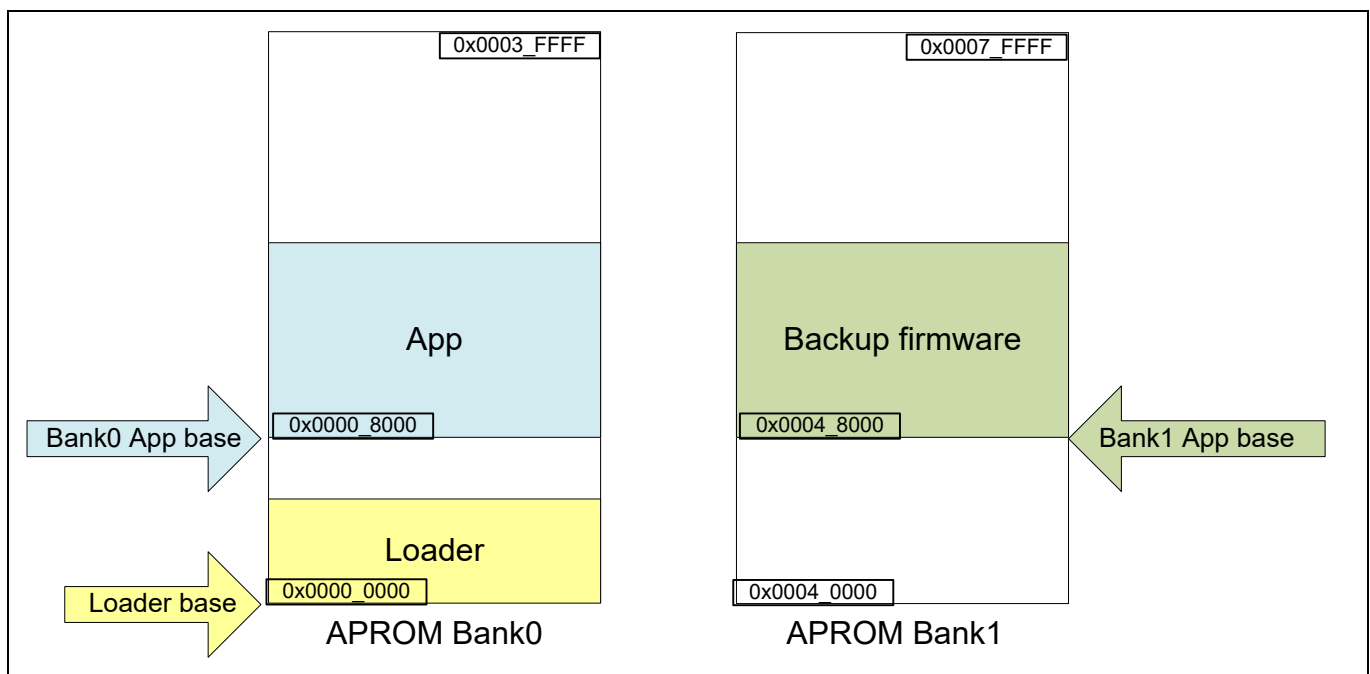 0x0003_FFFF
0x0007_FFFF
App
Backup firmware
0x0000_8000
0x0004_8000
Bank0 App base
Bank1 App base
Loader
0x0000_0000
0x0004_0000
Loader base
APROM Bank0
APROM Bank1